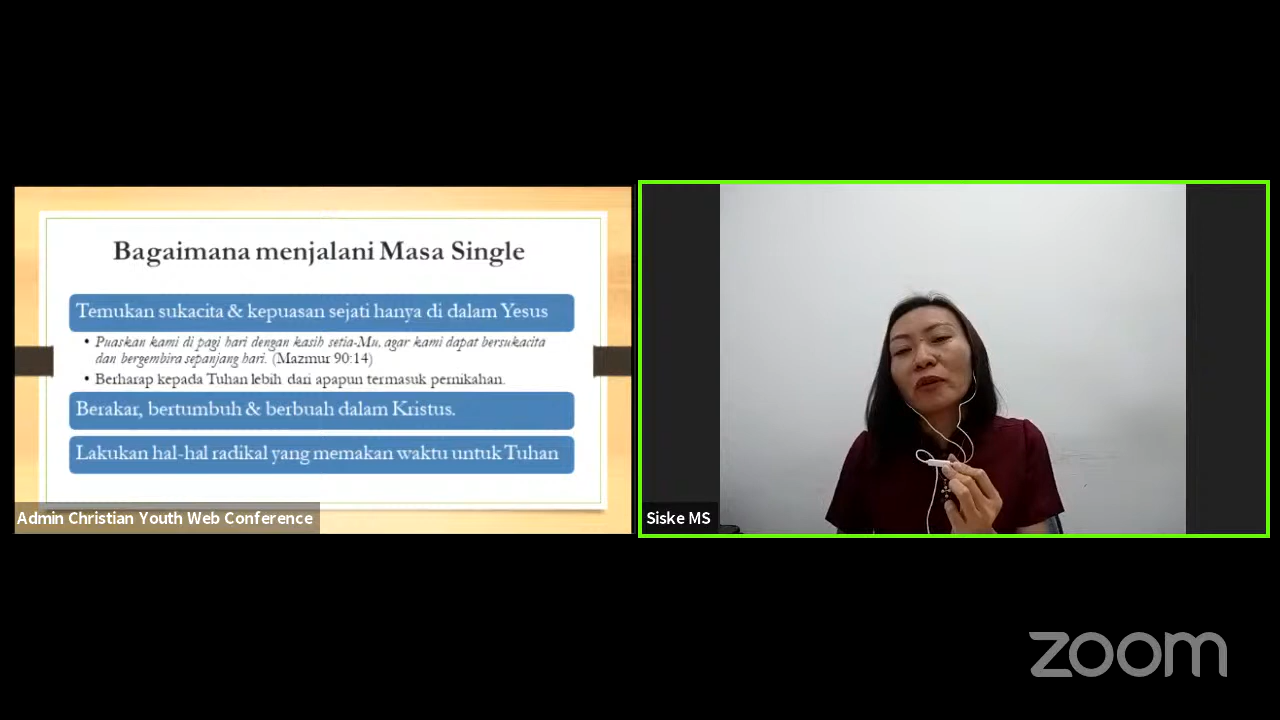 Bagaimana menjalani Masa Single
Temukan sukacita & kepuasan sejati hanya di dalam Yesus
• Puaskan kami di pagi hari dengan kasih setia-Mu, agar kami dapat bersukacita
dan bergembira sepanjang hari. (Mazmur 90:14)
• Berharap kepada Tuhan lebih dari apapun termasuk pernikahan.
Berakar, bertumbuh & berbuah dalam Kristus.
Lakukan hal-hal radikal yang memakan waktu untuk Tuhan
Admin Christian Youth Web Conference
Siske MS
zoom